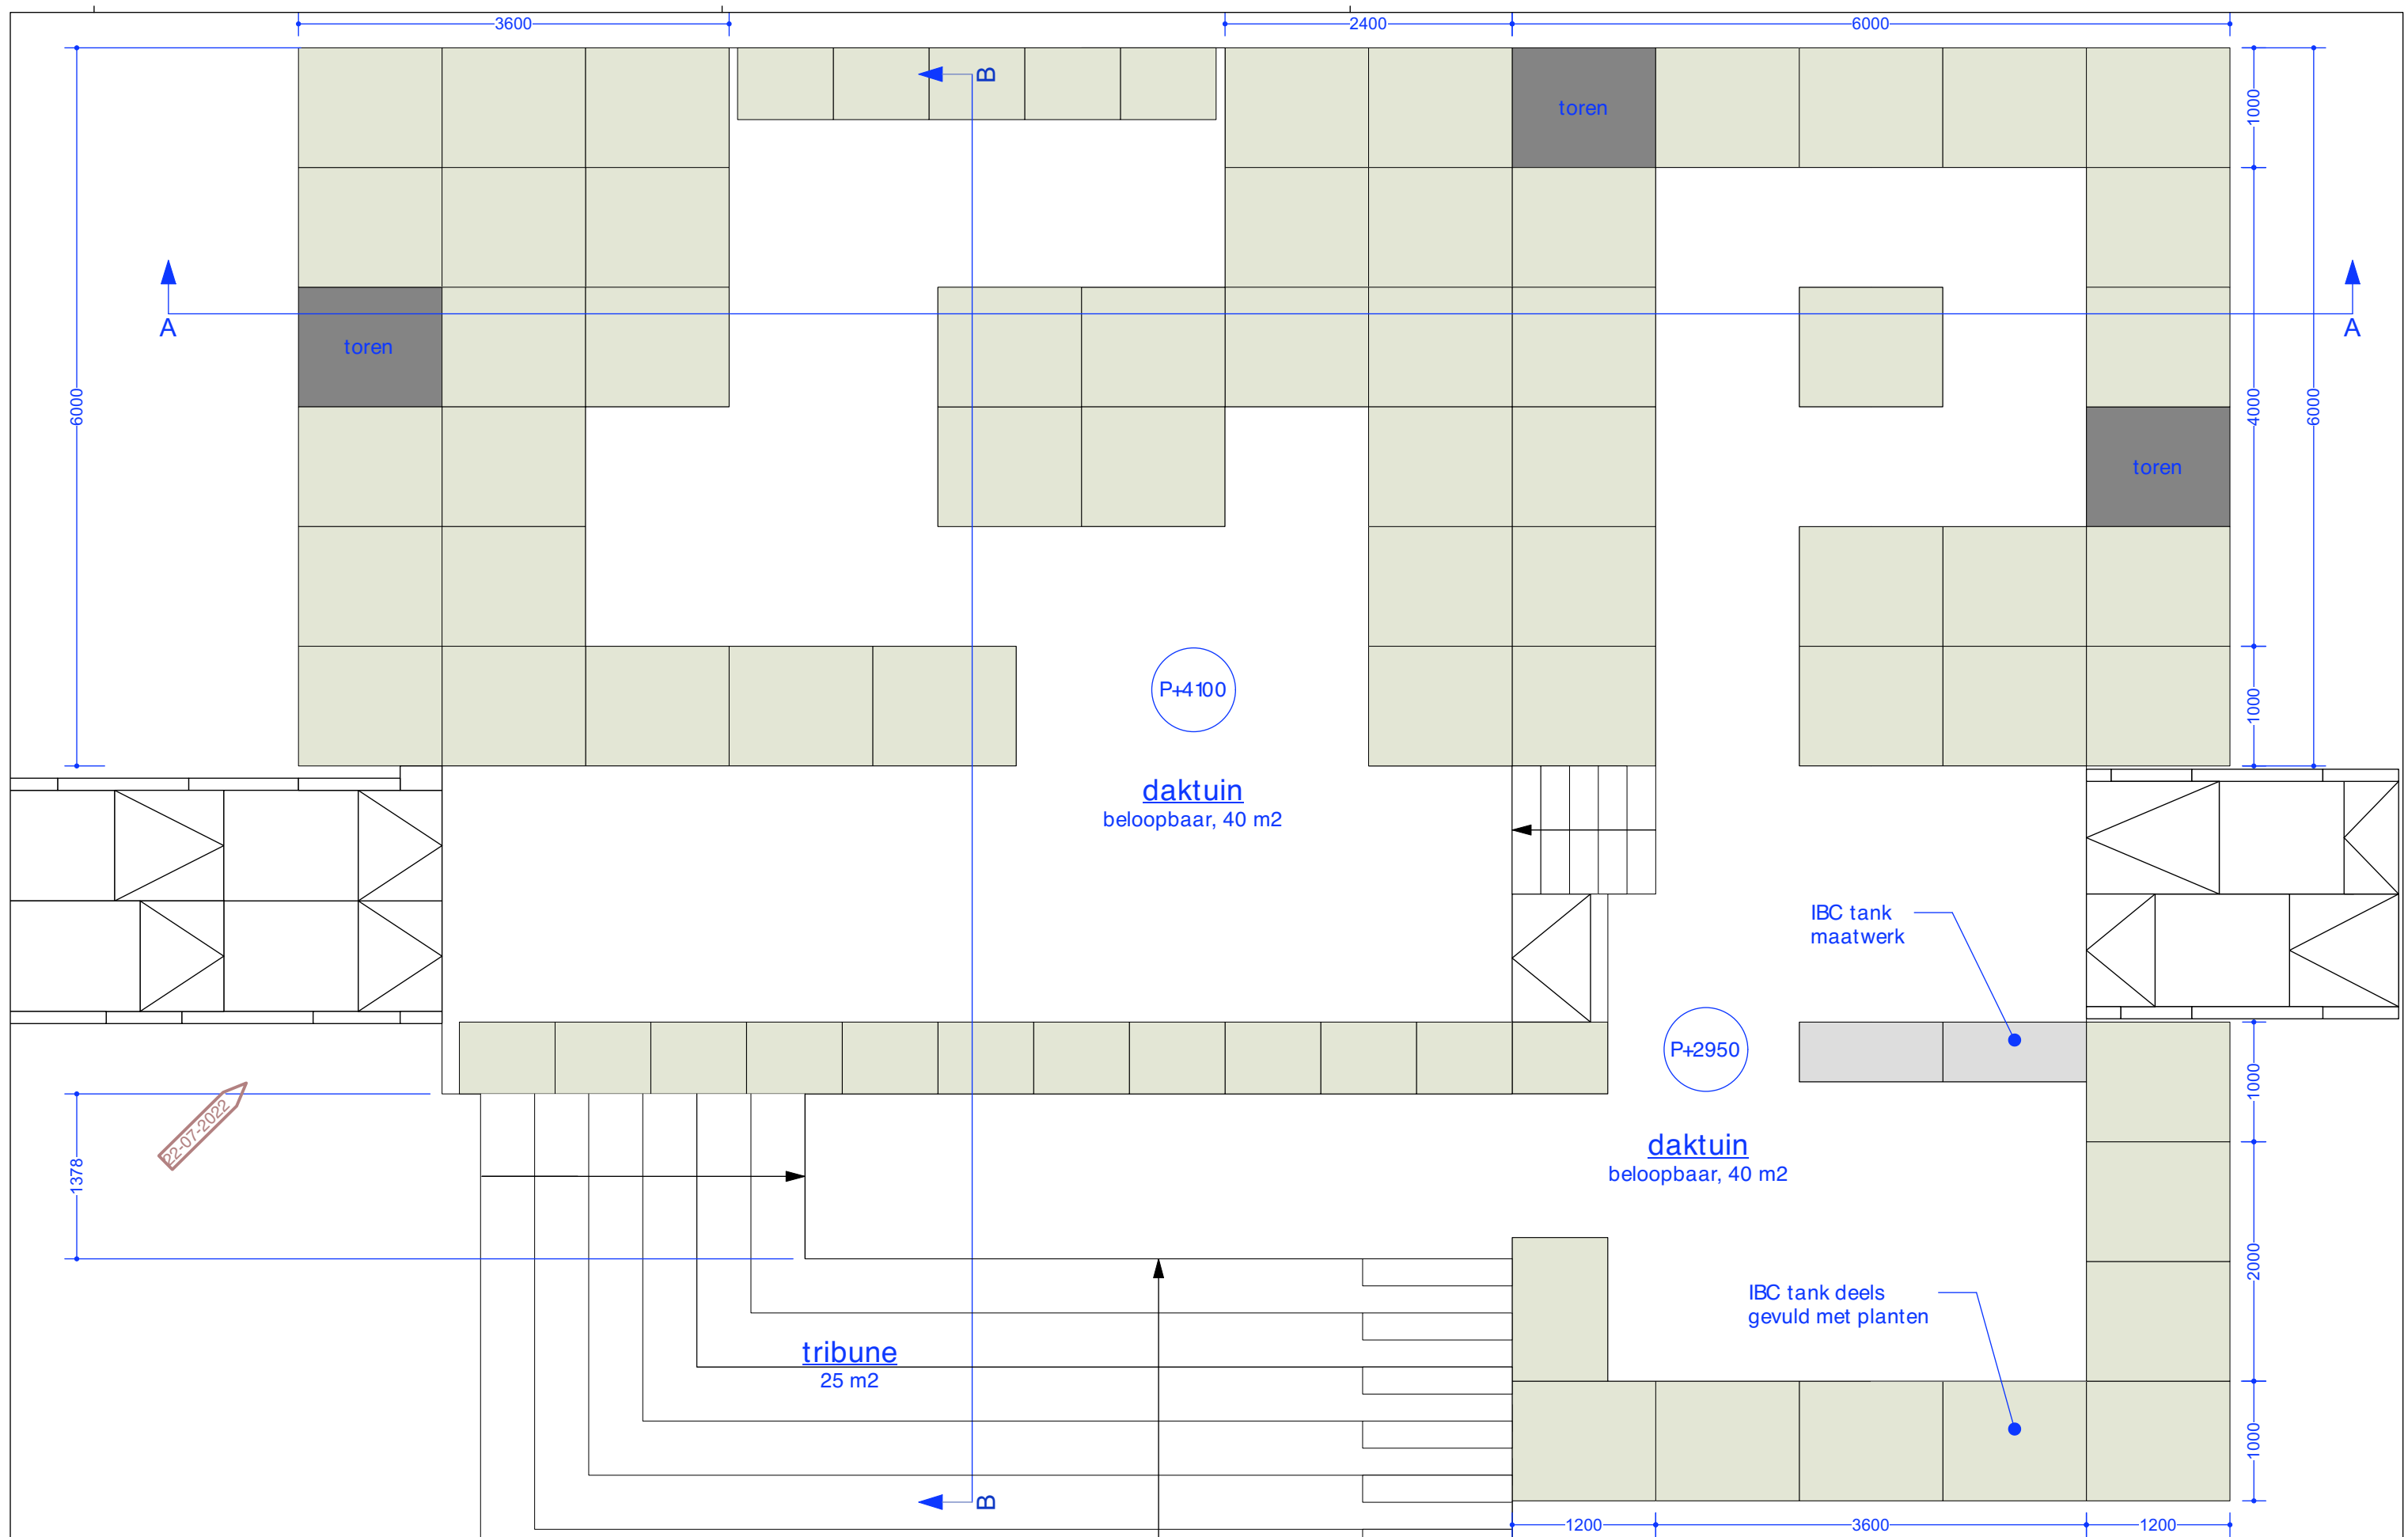 3600
2400
6000
B
toren
1000
A
A
toren
6000
4000
6000
toren
P+4100
1000
daktuin
beloopbaar, 40 m2
IBC tank
maatwerk
P+2950
1000
22-07-2022
1378
daktuin
beloopbaar, 40 m2
2000
IBC tank deels
gevuld met planten
tribune
25 m2
1000
B
1200
3600
1200